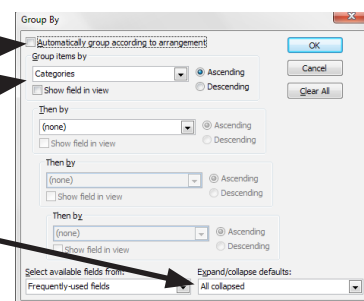 Group By
Automatically group according to arrangement
OK
Group items by
Categories
Ascending
Cancel
Show field in view
Descending
Clear All
Then by
(none)
Ascending
Show field in view
Descending
Then by
(none)
Ascending
Show field in view
Descending
Then by
(none)
Ascending
Show field in view
Descending
Select available fields from:
Expand/collapse defaults:
Frequently-used fields
All collapsed